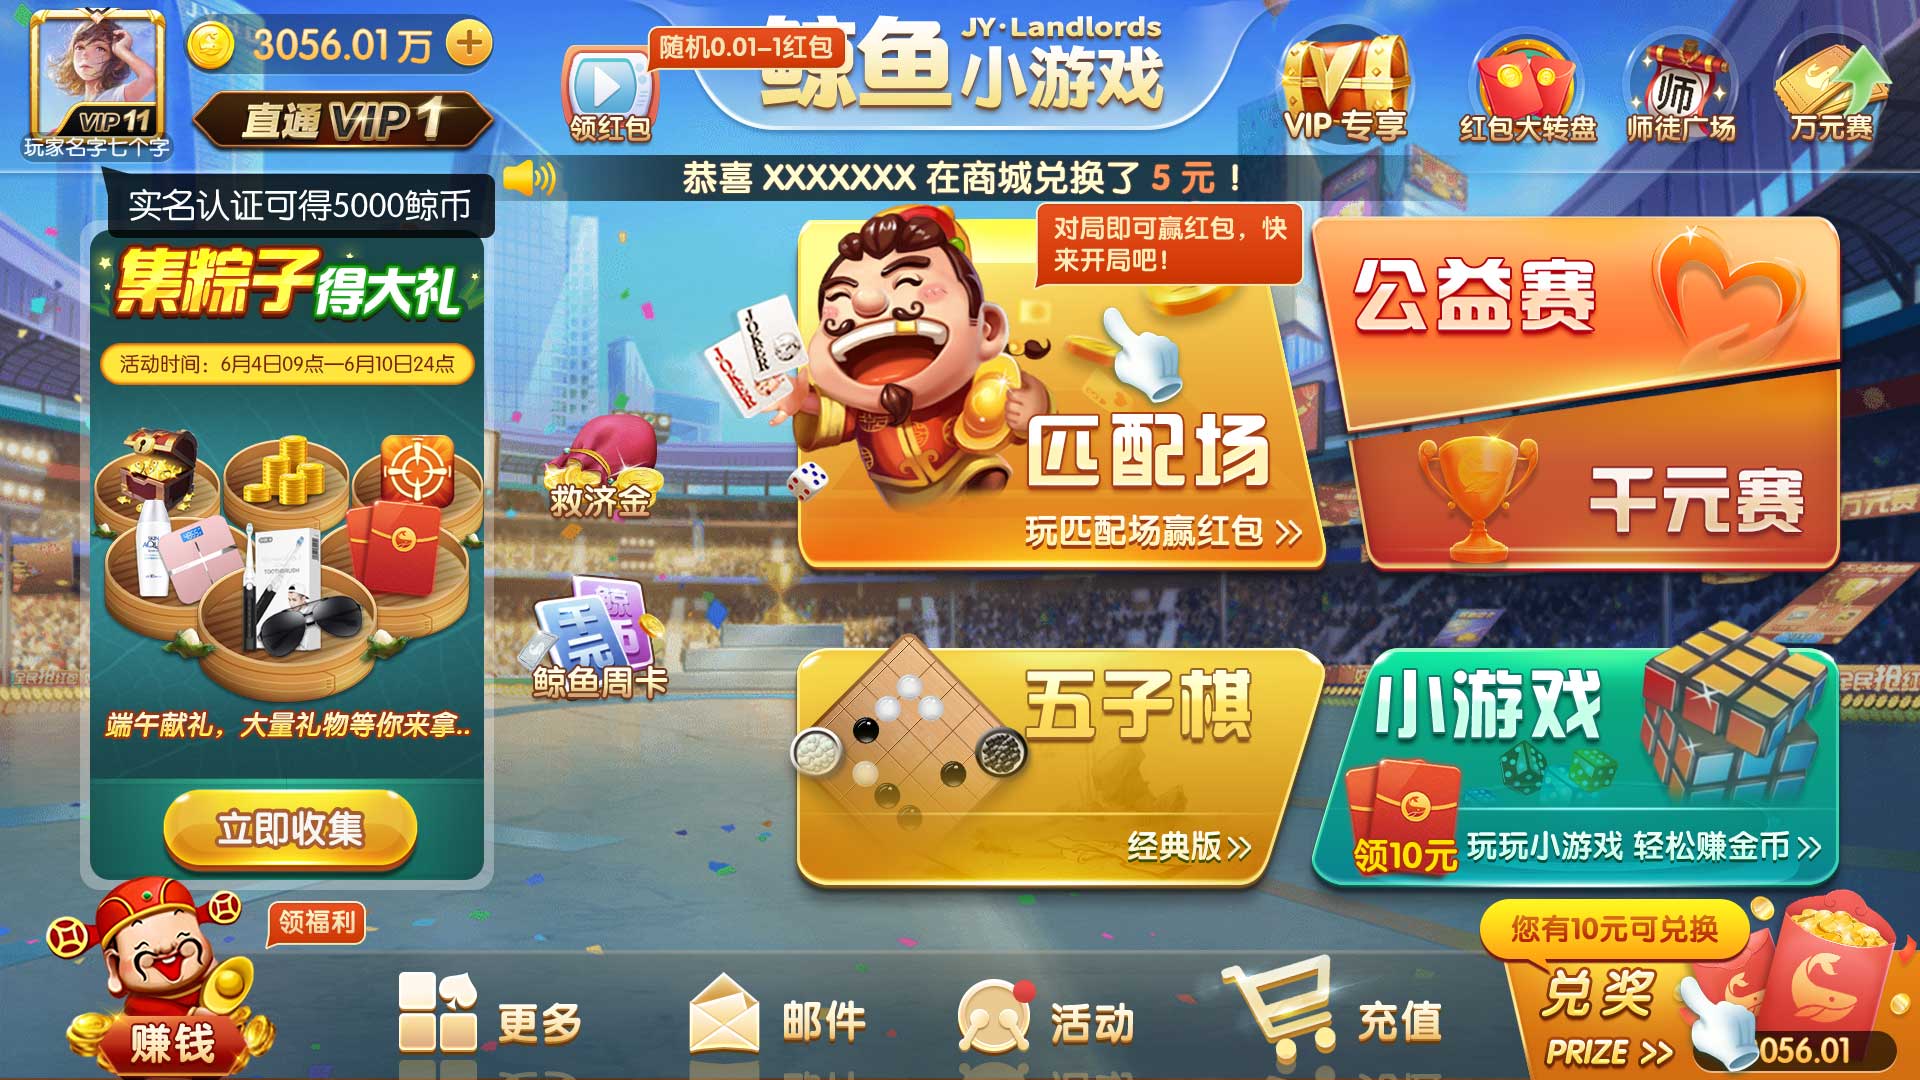 3056.01万
VIP 11
玩家名字七个字
直通VIP 1
随机0.01-1红包
领红包
鲸鱼
JY·Landlords
小游戏
VIP 专享
红包大转盘
师
师徒广场
万元赛
恭喜 XXXXXXX 在商城兑换了 5 元 !
实名认证可得5000鲸币
集粽子得大礼
活动时间：6月4日09点—6月10日24点
端午献礼，大量礼物等你来拿..
立即收集
救济金
鲸鱼周卡
JOKER
JOKER
对局即可赢红包，快
来开局吧!
匹配场
玩匹配场赢红包 >>
公益赛
千元赛
万元赛
五子棋
经典版>>
小游戏
领10元
玩玩小游戏 轻松赚金币>>
领福利
赚钱
更多
邮件
活动
充值
您有10元可兑换
兑奖
PRIZE >>
056.01